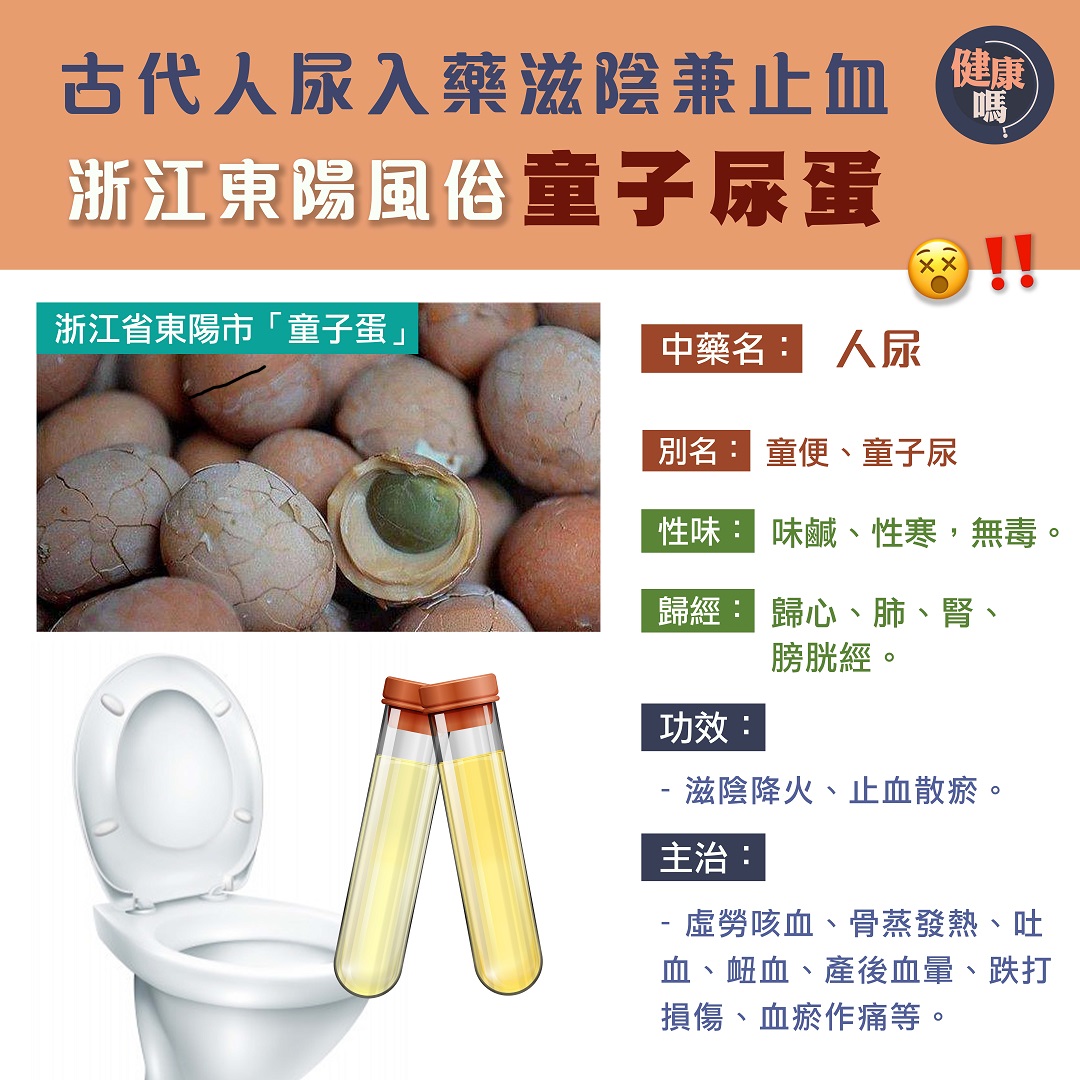 古代人尿入藥滋陰兼止血
健康
嗎?
浙江東陽風俗童子尿蛋
浙江省東陽市「童子蛋」
中藥名： 人尿
別名： 童便、童子尿
性味： 味鹹、性寒，無毒。
歸經： 歸心、肺、腎、
膀胱經。
功效：
- 滋陰降火、止血散瘀。
主治：
- 虛勞咳血、骨蒸發熱、吐
血、衄血、產後血暈、跌打
損傷、血瘀作痛等。